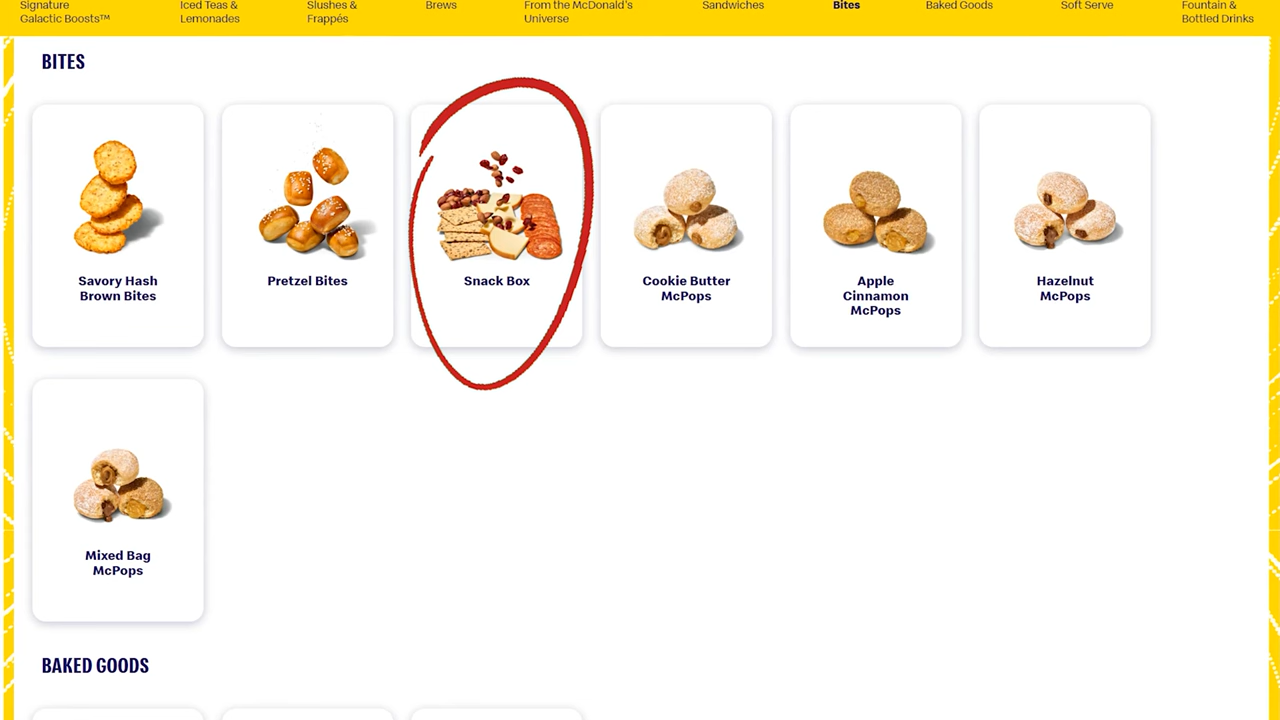 Signature
Galactic Boosts™
Iced Teas &
Lemonades
Slushes &
Frappés
Brews
From the McDonald's
Universe
Sandwiches
Bites
Baked Goods
Soft Serve
Fountain &
Bottled Drinks
BITES
Savory Hash
Brown Bites
Pretzel Bites
Snack Box
Cookie Butter
McPops
Apple
Cinnamon
McPops
Hazelnut
McPops
Mixed Bag
McPops
BAKED GOODS